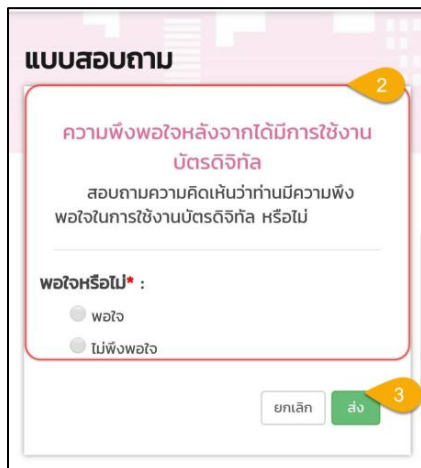 แบบสอบถาม
2
ความพึงพอใจหลังจากได้มีการใช้งาน
บัตรดิจิทัล
สอบถามความคิดเห็นว่าท่านมีความพึง
พอใจในการใช้งานบัตรดิจิทัล หรือไม่
พอใจหรือไม่* :
พอใจ
ไม่พึงพอใจ
ยกเลิก ส่ง 3